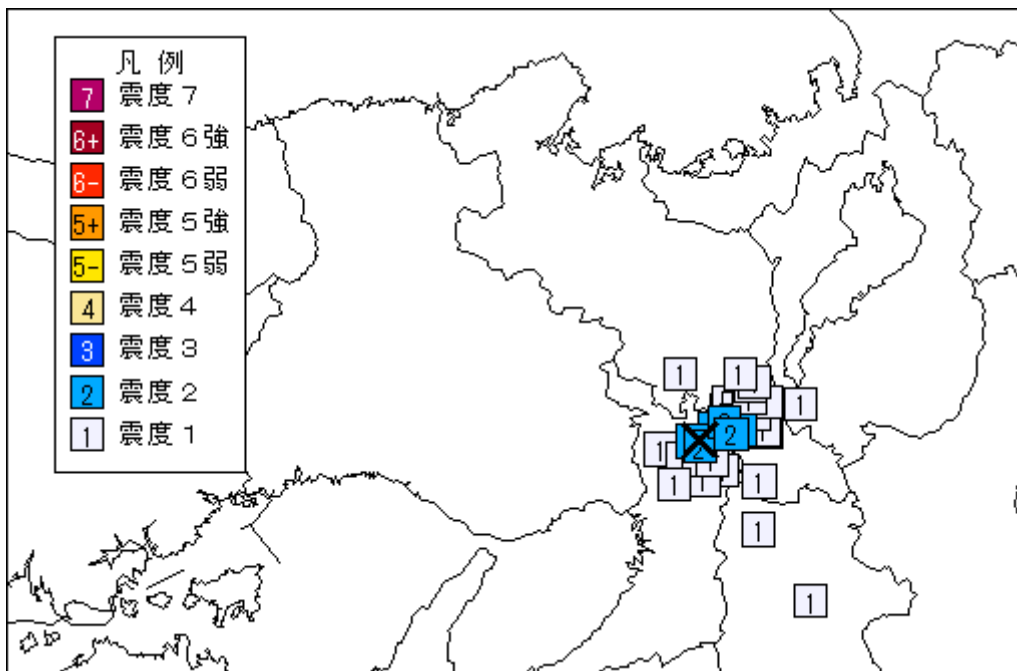 凡 例
7 震度７
6+ 震度６強
6- 震度６弱
5+ 震度５強
5- 震度５弱
4 震度４
3 震度３
2 震度２
1 震度１
1 1
1
2
1 2
1 1
1
1